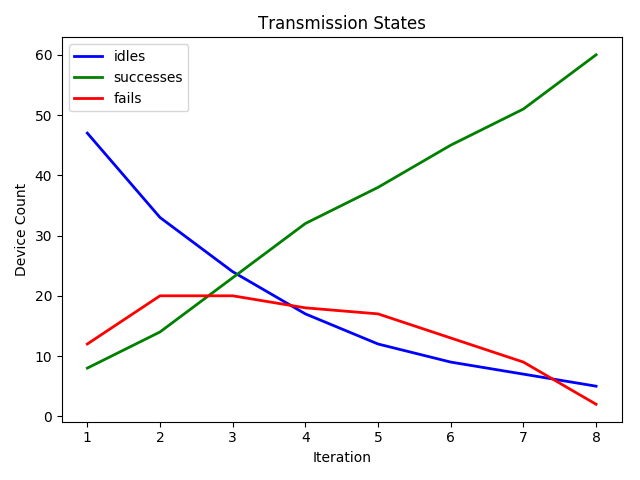 Transmission States
idles
successes
fails
Device Count
60
50
40
30
20
10
0
1 2 3 4 5 6 7 8
Iteration